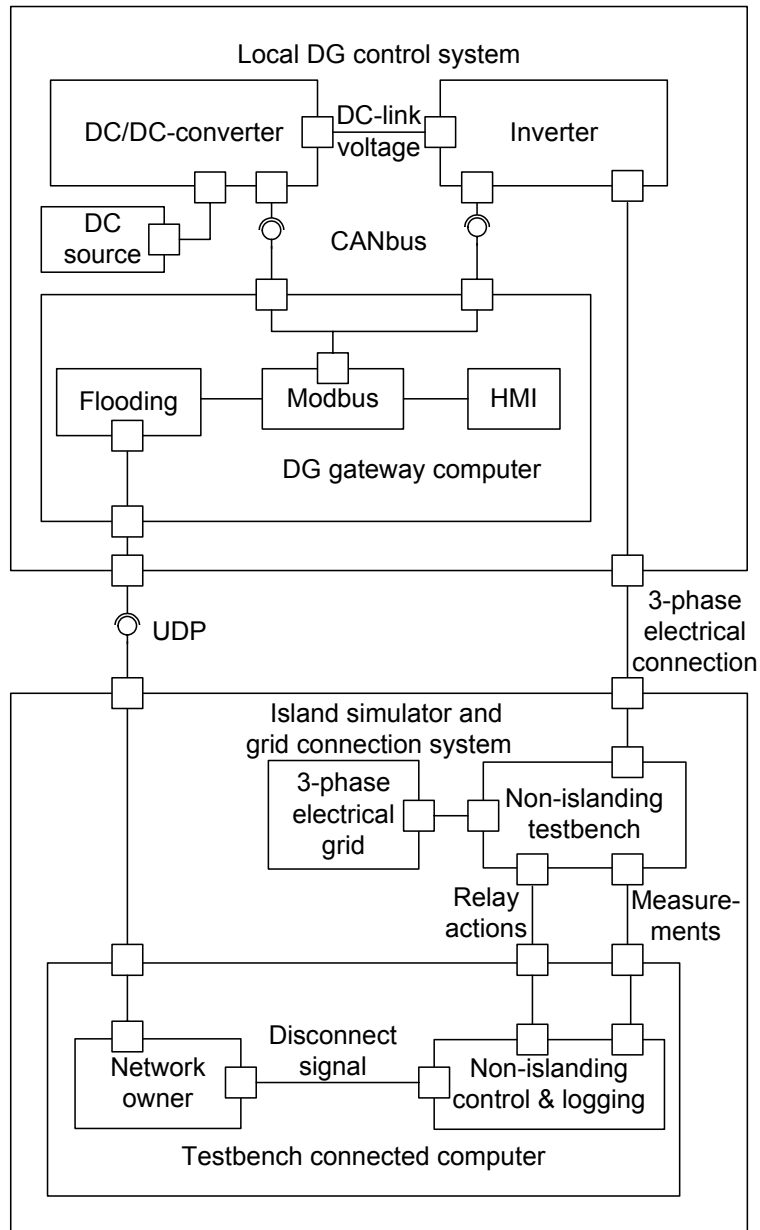 Local DG control system
DC/DC-converter
DC-link
voltage
Inverter
DC
source
CANbus
Flooding
Modbus
HMI
DG gateway computer
UDP
3-phase
electrical
connection
Island simulator and
grid connection system
3-phase
electrical
grid
Non-islanding
testbench
Relay
actions
Measure-
ments
Network
owner
Disconnect
signal
Non-islanding
control & logging
Testbench connected computer